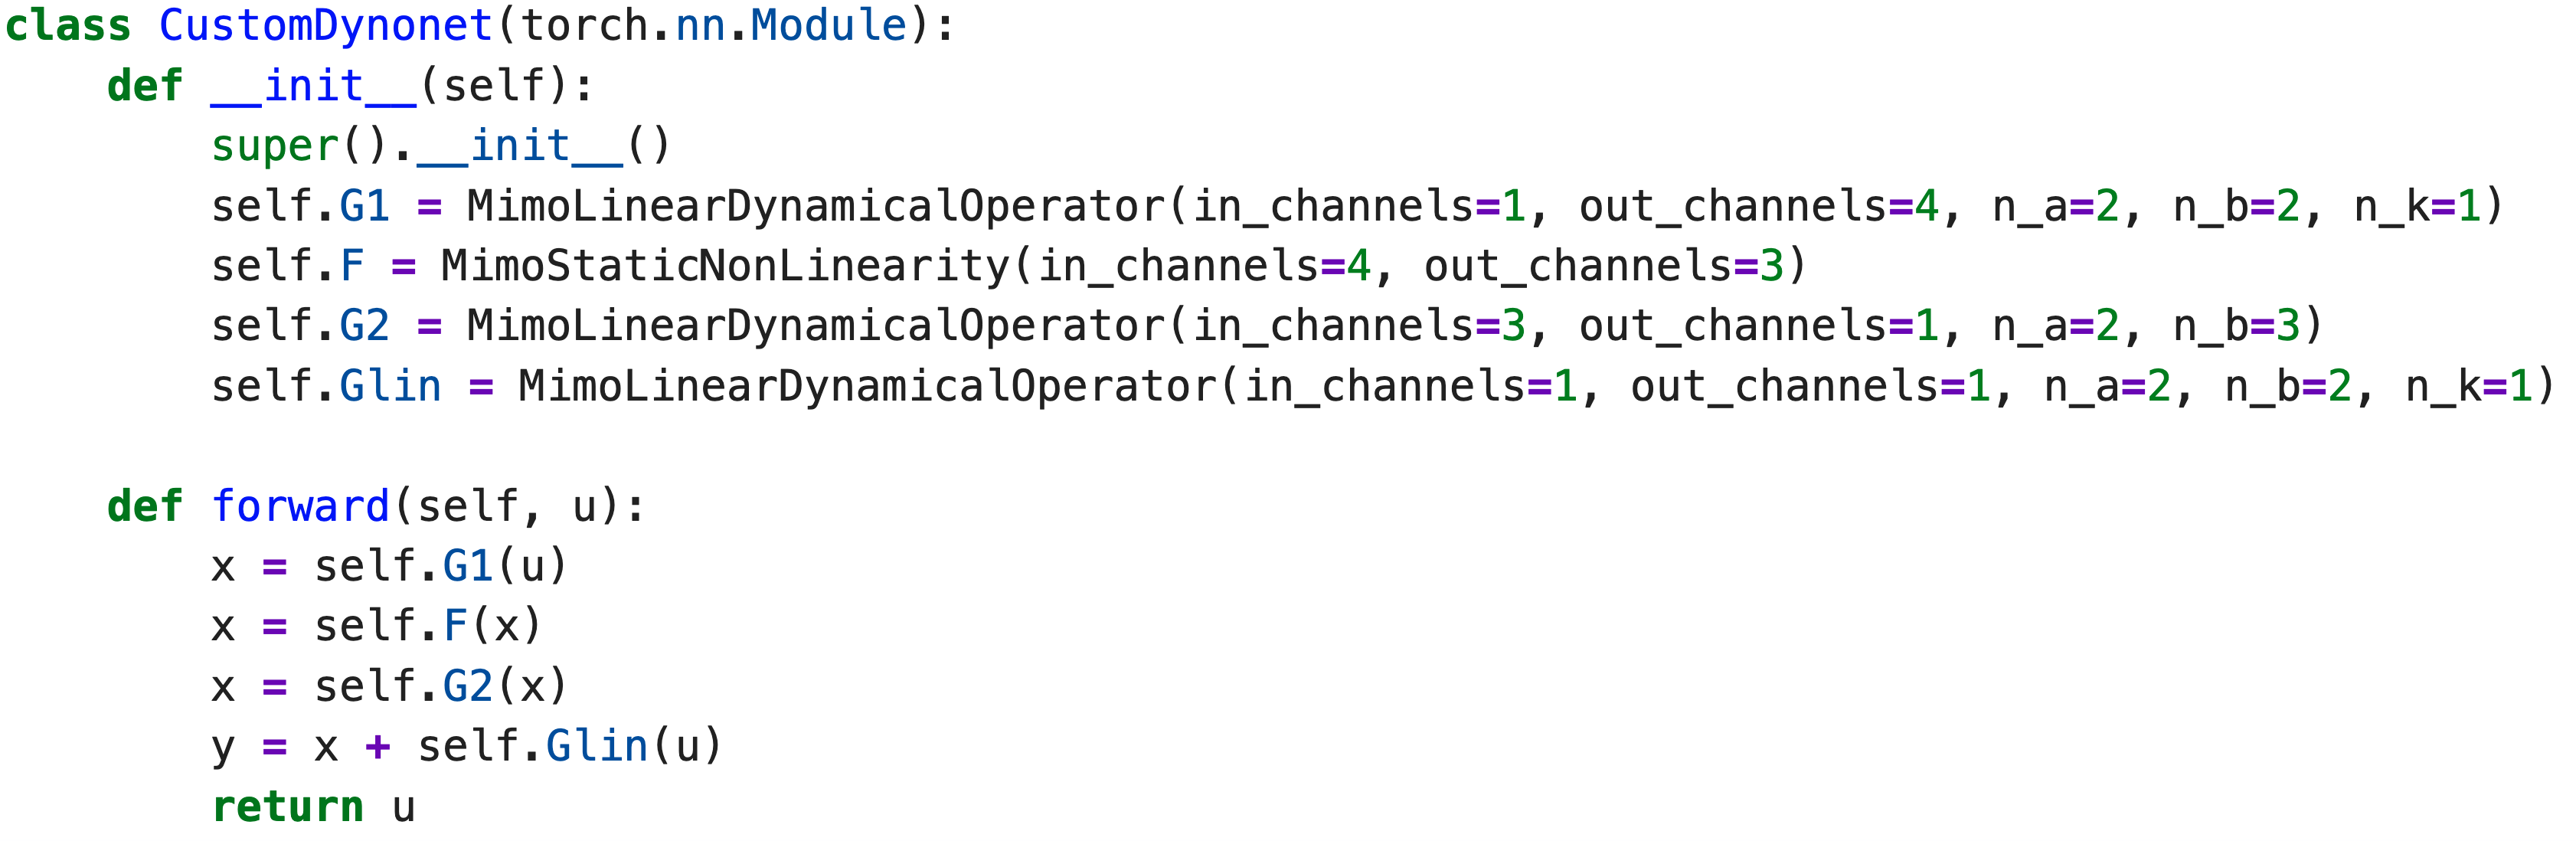 class CustomDynonet(torch.nn.Module):
    def __init__(self):
        super().__init__()
        self.G1 = MimoLinearDynamicalOperator(in_channels=1, out_channels=4, n_a=2, n_b=2, n_k=1)
        self.F = MimoStaticNonLinearity(in_channels=4, out_channels=3)
        self.G2 = MimoLinearDynamicalOperator(in_channels=3, out_channels=1, n_a=2, n_b=3)
        self.Glin = MimoLinearDynamicalOperator(in_channels=1, out_channels=1, n_a=2, n_b=2, n_k=1)

    def forward(self, u):
        x = self.G1(u)
        x = self.F(x)
        x = self.G2(x)
        y = x + self.Glin(u)
        return u